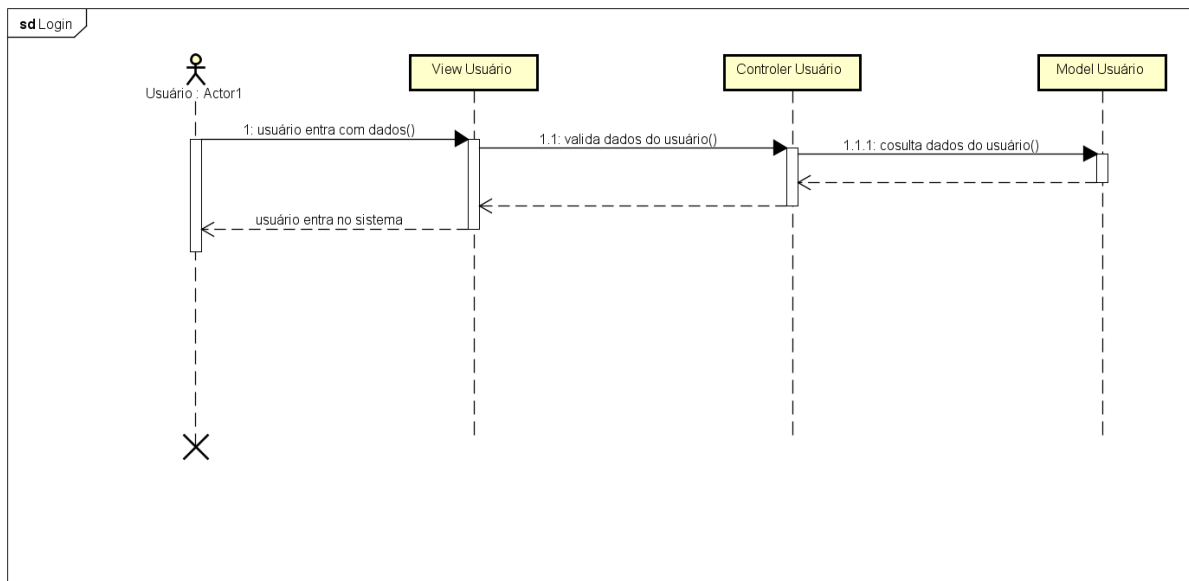 sd Login
Usuário : Actor1
View Usuário
Controler Usuário
Model Usuário
1: usuário entra com dados()
1.1: valida dados do usuário()
1.1.1: cosulta dados do usuário()
usuário entra no sistema